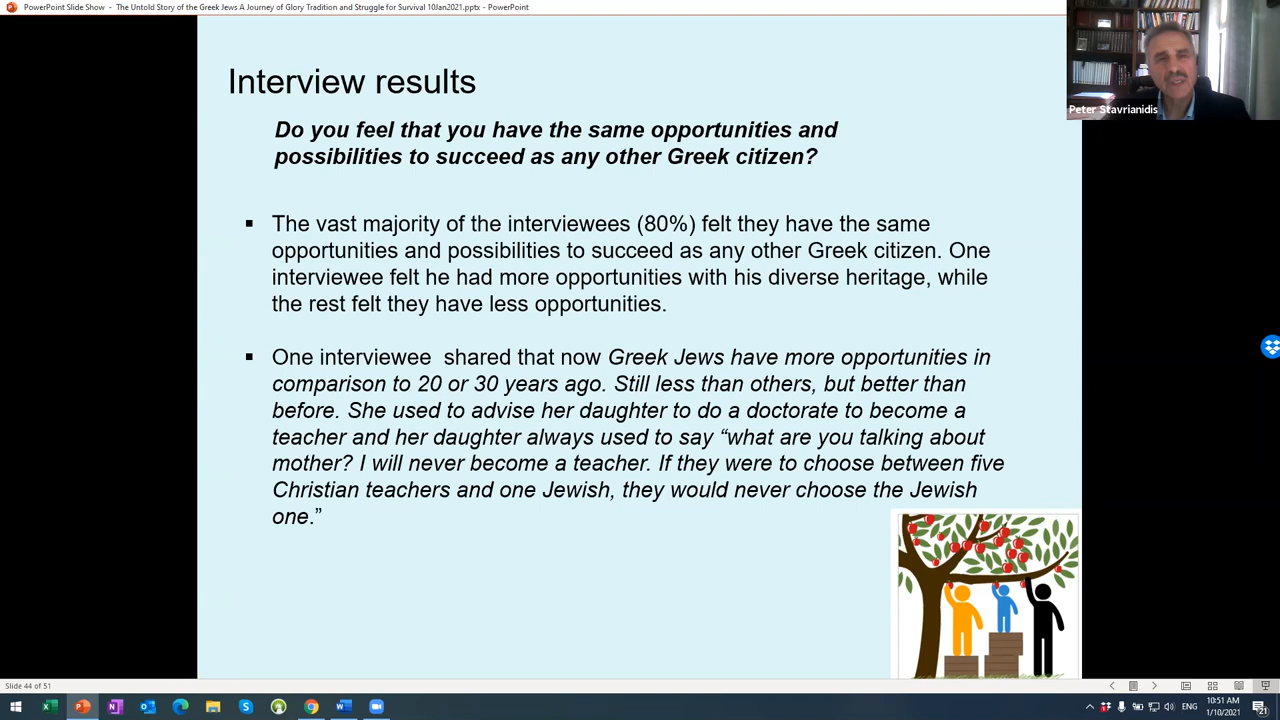 PowerPoint Slide Show - The Untold Story of the Greek Jews A Journey of Glory Tradition and Struggle for Survival 10Jan2021.pptx - PowerPoint
Peter Stavrianidis
Interview results
Do you feel that you have the same opportunities and
possibilities to succeed as any other Greek citizen?
▪ The vast majority of the interviewees (80%) felt they have the same
opportunities and possibilities to succeed as any other Greek citizen. One
interviewee felt he had more opportunities with his diverse heritage, while
the rest felt they have less opportunities.
▪ One interviewee  shared that now Greek Jews have more opportunities in
comparison to 20 or 30 years ago. Still less than others, but better than
before. She used to advise her daughter to do a doctorate to become a
teacher and her daughter always used to say “what are you talking about
mother? I will never become a teacher. If they were to choose between five
Christian teachers and one Jewish, they would never choose the Jewish
one.”
Slide 44 of 51
ENG
10:51 AM
1/10/2021
21